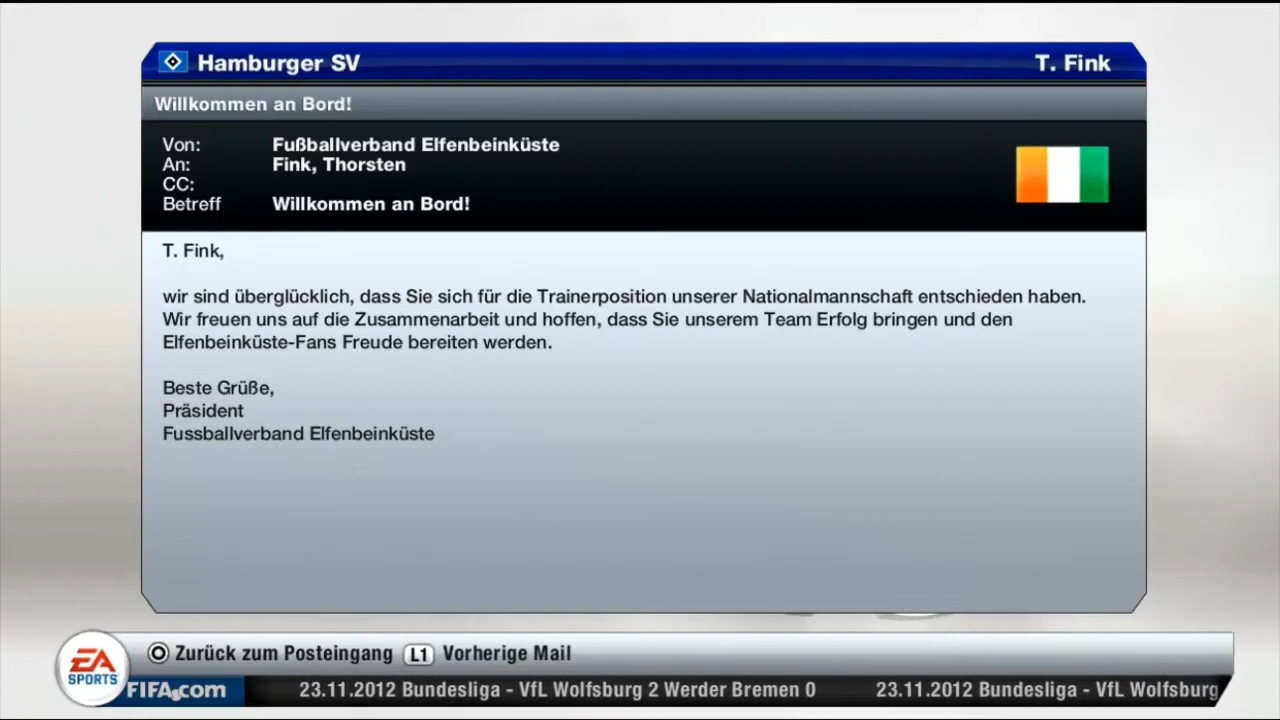 Hamburger SV T. Fink
Willkommen an Bord!
Von: Fußballverband Elfenbeinküste
An: Fink, Thorsten
CC:
Betreff Willkommen an Bord!
T. Fink,
wir sind überglücklich, dass Sie sich für die Trainerposition unserer Nationalmannschaft entschieden haben.
Wir freuen uns auf die Zusammenarbeit und hoffen, dass Sie unserem Team Erfolg bringen und den
Elfenbeinküste-Fans Freude bereiten werden.
Beste Grüße,
Präsident
Fussballverband Elfenbeinküste
Zurück zum Posteingang L1 Vorherige Mail
EA
SPORTS
FIFA.com 23.11.2012 Bundesliga - VfL Wolfsburg 2 Werder Bremen 0 23.11.2012 Bundesliga - VfL Wolfsburg